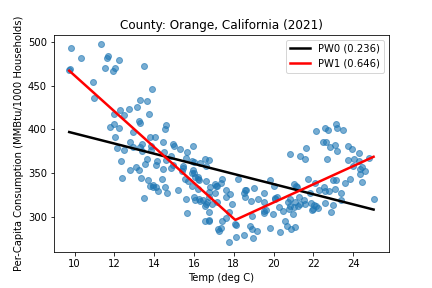 County: Orange, California (2021)
PW0 (0.236)
PW1 (0.646)
Per-Capita Consumption (MMBtu/1000 Households)
500
450
400
350
300
10 12 14 16 18 20 22 24
Temp (deg C)